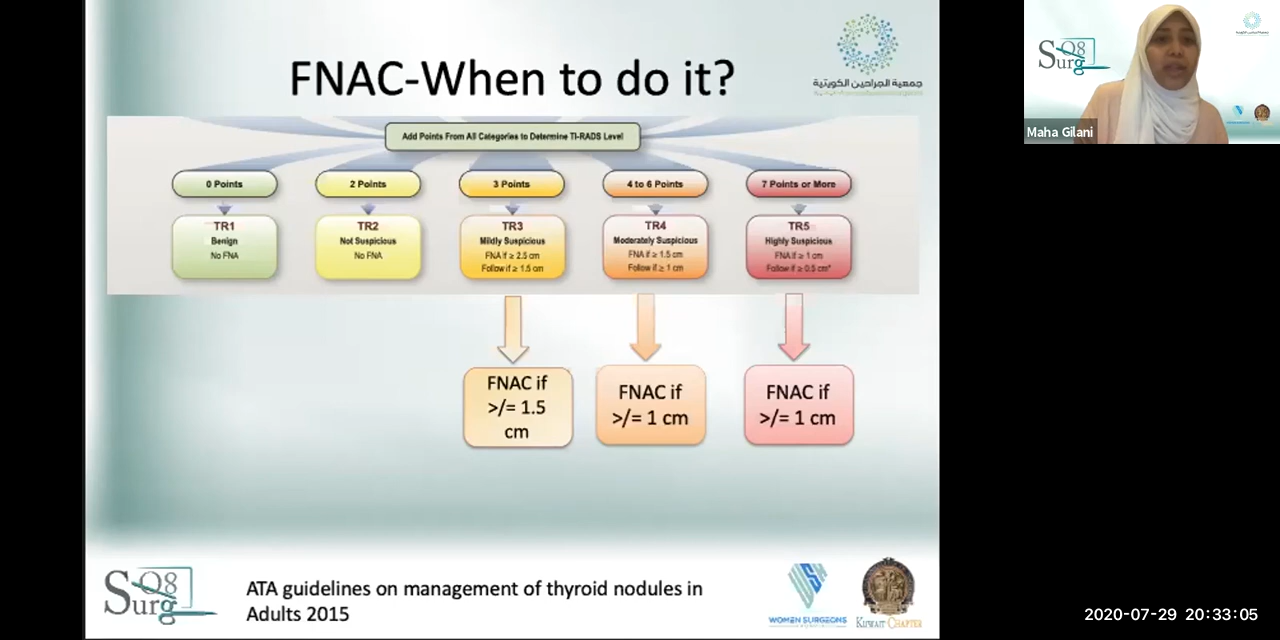 FNAC-When to do it?
جمعية الجراحين الكويتية
Add Points From All Categories to Determine TI-RADS Level
0 Points
2 Points
3 Points
4 to 6 Points
7 Points or More
TR1
Benign
No FNA
TR2
Not Suspicious
No FNA
TR3
Mildly Suspicious
FNA if ≥ 2.5 cm
Follow if ≥ 1.5 cm
TR4
Moderately Suspicious
FNA if ≥ 1.5 cm
Follow if ≥ 1 cm
TR5
Highly Suspicious
FNA if ≥ 1 cm
Follow if ≥ 0.5 cm*
FNAC if
>/= 1.5
cm
FNAC if
>/= 1 cm
FNAC if
>/= 1 cm
SurgQ8
ATA guidelines on management of thyroid nodules in
Adults 2015
WOMEN SURGEONS
KUWAIT CHAPTER
SurgQ8
Maha Gilani
2020-07-29 20:33:05